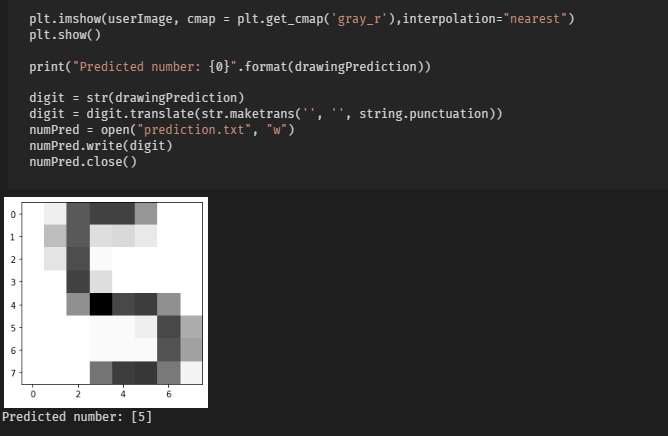 plt.imshow(userImage, cmap = plt.get_cmap('gray_r'),interpolation="nearest")
plt.show()
print("Predicted number: {0}".format(drawingPrediction))
digit = str(drawingPrediction)
digit = digit.translate(str.maketrans('', '', string.punctuation))
numPred = open("prediction.txt", "w")
numPred.write(digit)
numPred.close()
0
1
2
3
4
5
6
7
0 2 4 6
Predicted number: [5]